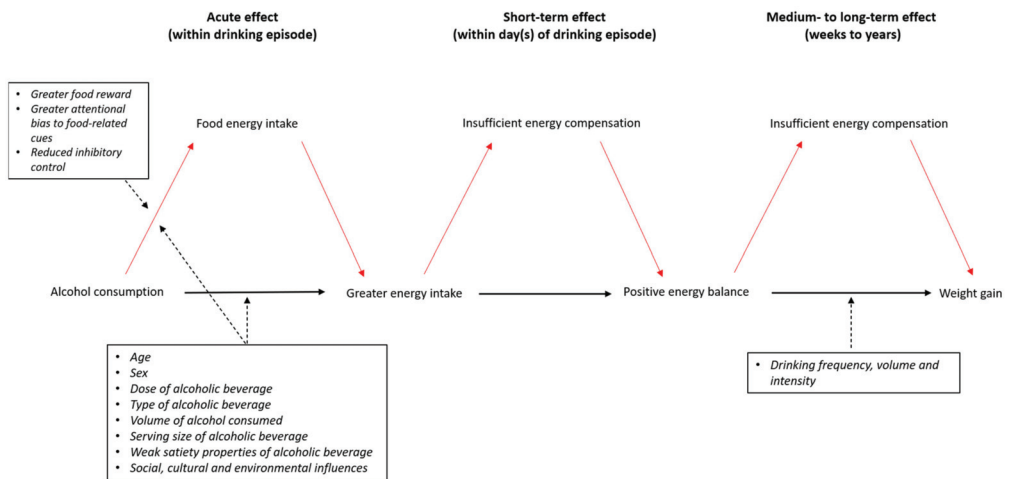 Acute effect
(within drinking episode)
Short-term effect
(within day(s) of drinking episode)
Medium- to long-term effect
(weeks to years)
• Greater food reward
• Greater attentional
bias to food-related
cues
• Reduced inhibitory
control
Food energy intake
Insufficient energy compensation
Insufficient energy compensation
Alcohol consumption
Greater energy intake
Positive energy balance
Weight gain
• Age
• Sex
• Dose of alcoholic beverage
• Type of alcoholic beverage
• Volume of alcohol consumed
• Serving size of alcoholic beverage
• Weak satiety properties of alcoholic beverage
• Social, cultural and environmental influences
• Drinking frequency, volume and
intensity